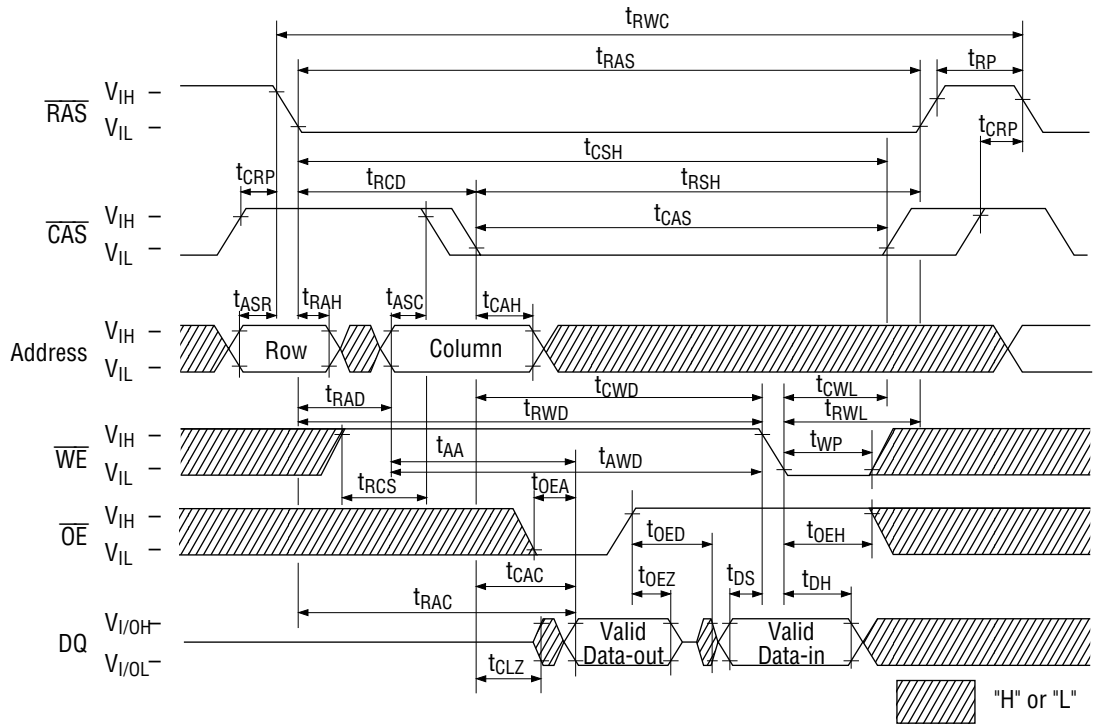 tRWC
tRAS
tRP
RAS
VIH –
VIL –
tCRP
tCSH
tCRP
tRCD
tRSH
CAS
VIH –
VIL –
tCAS
tASR
tRAH
tASC
tCAH
Address
VIH –
VIL –
Row
Column
tRAD
tCWD
tCWL
tRWD
tRWL
WE
VIH –
VIL –
tAA
tAWD
tWP
tRCS
tOEA
OE
VIH –
VIL –
tOED
tOEH
tCAC
tOEZ
tDS
tDH
tRAC
DQ
VI/OH–
VI/OL–
Valid
Data-out
Valid
Data-in
tCLZ
"H" or "L"